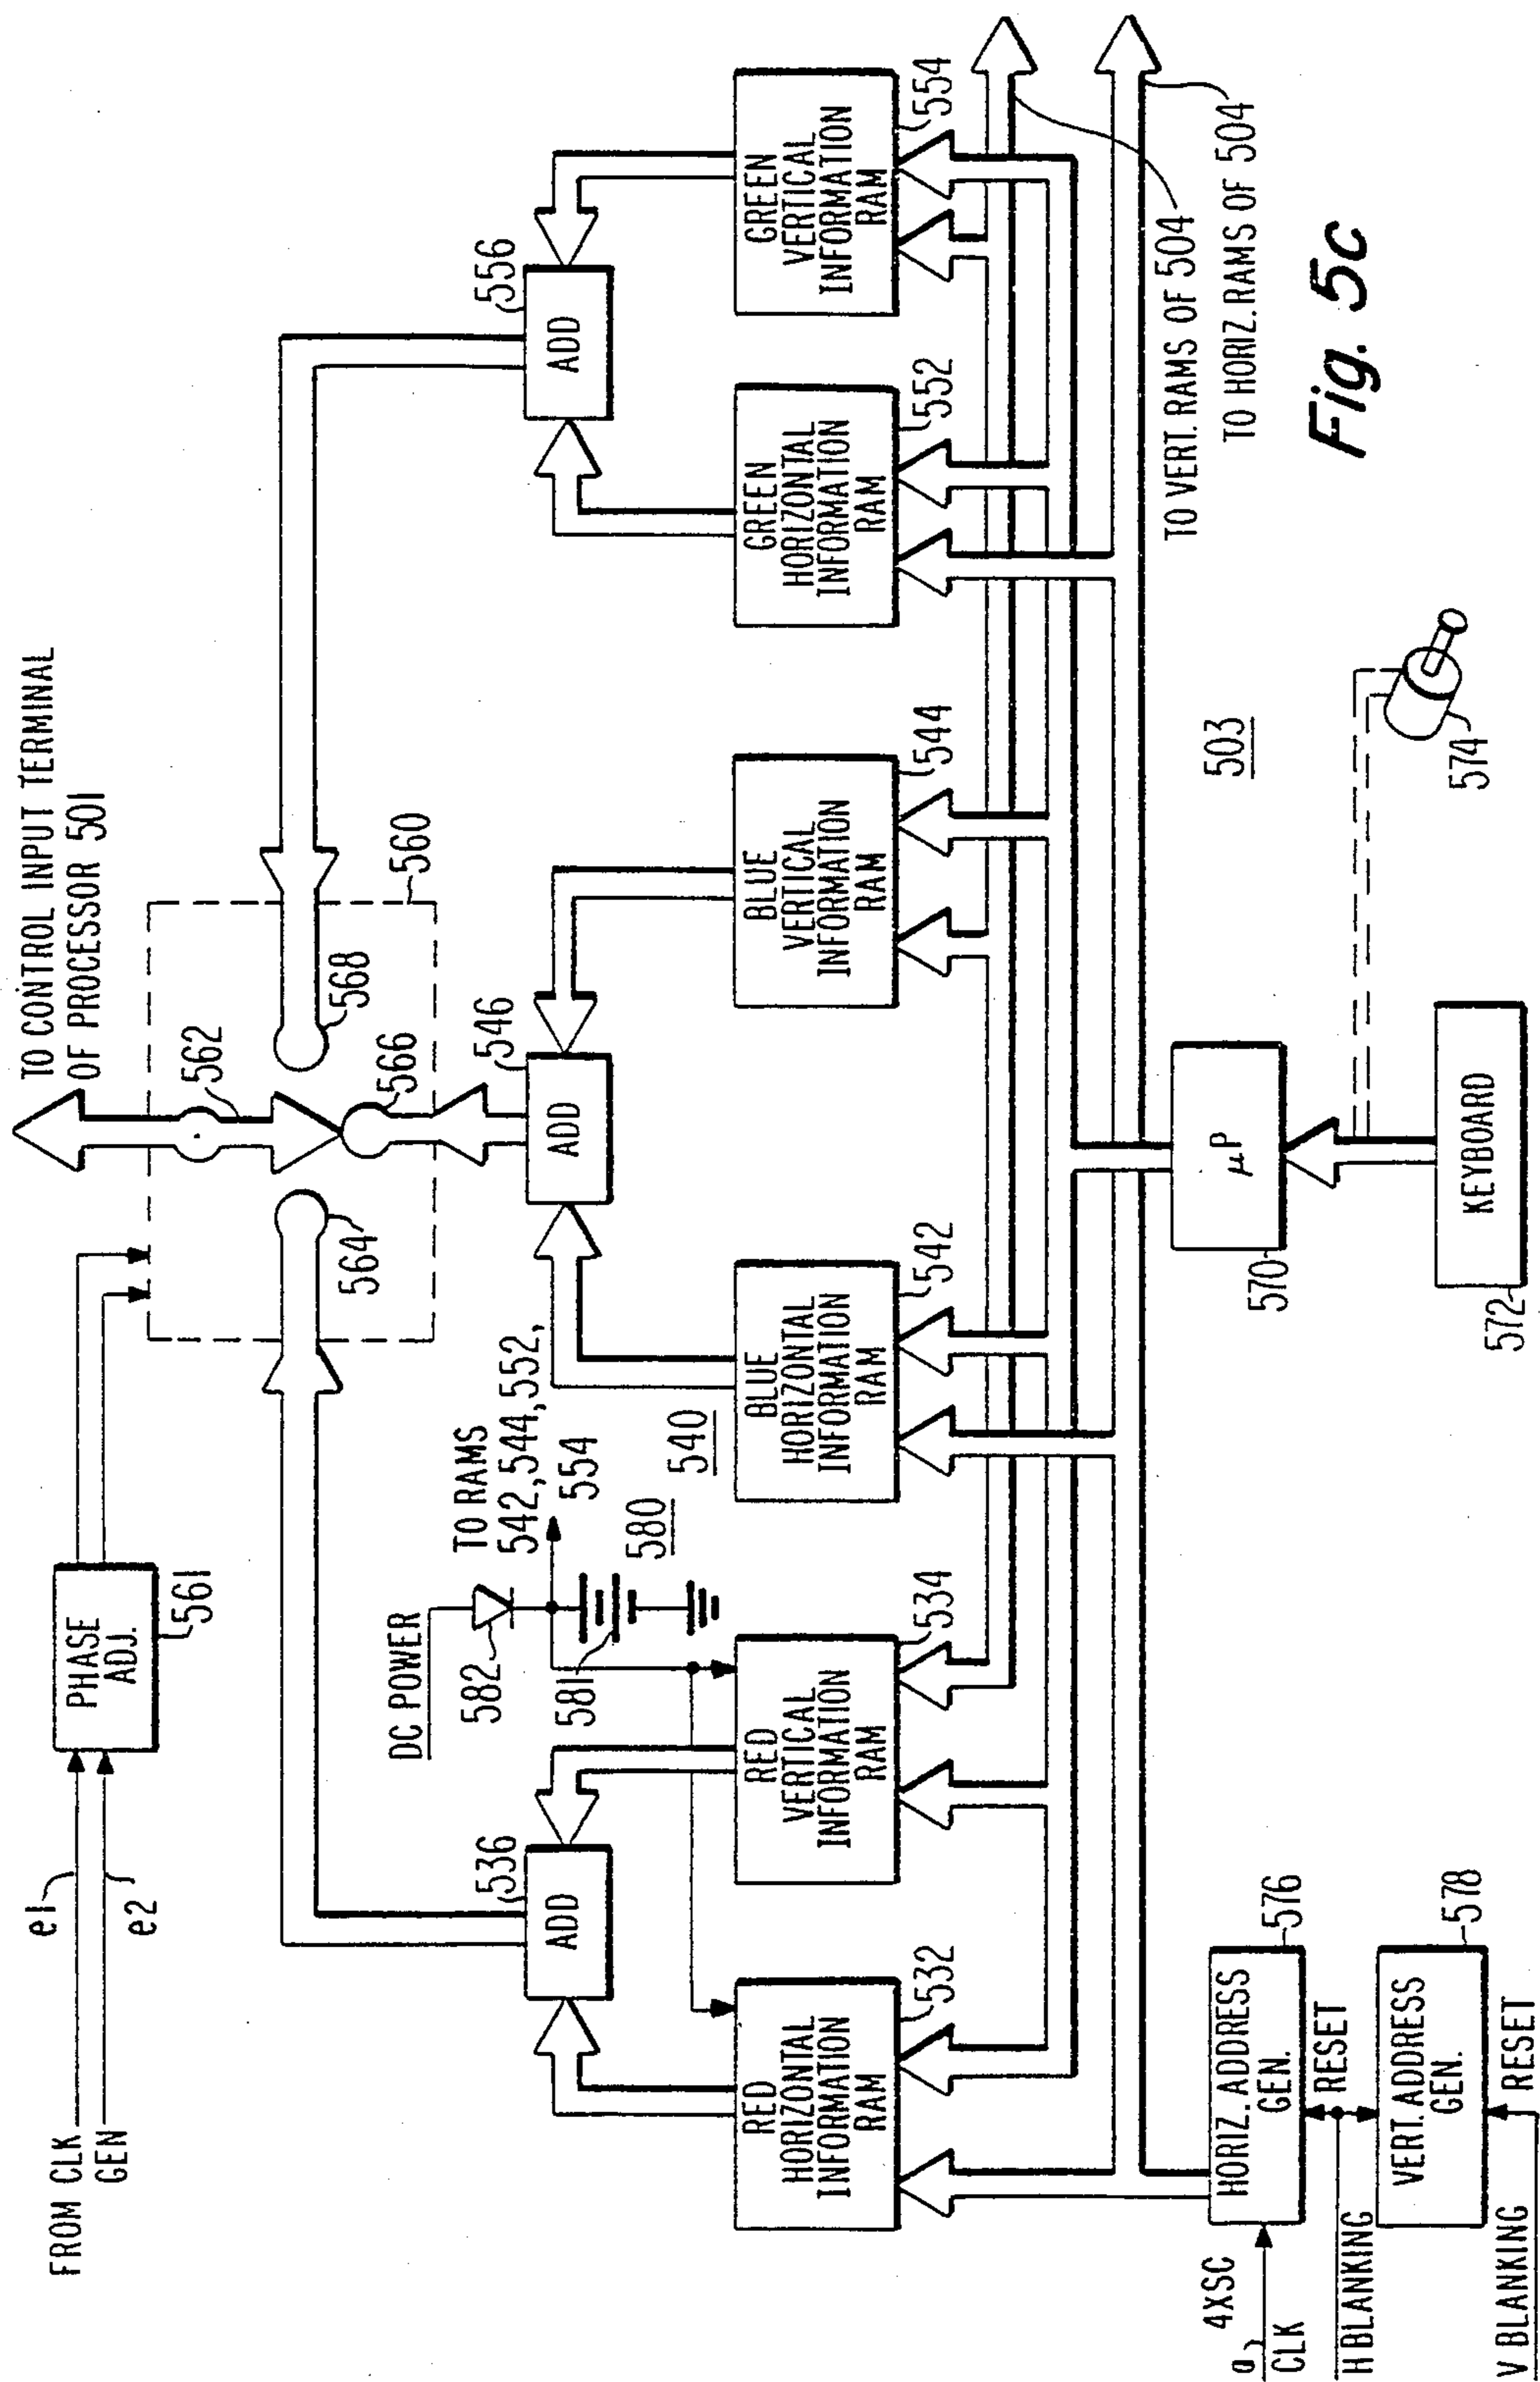 TO CONTROL INPUT TERMINAL
OF PROCESSOR 501
FROM CLK
GEN
e1
e2
PHASE
ADJ.
561
562
560
564
566
568
DC POWER
582
581
580
TO RAMS
542,544,552,
554
540
536
ADD
546
ADD
556
ADD
RED
HORIZONTAL
INFORMATION
RAM
532
RED
VERTICAL
INFORMATION
RAM
534
BLUE
HORIZONTAL
INFORMATION
RAM
542
BLUE
VERTICAL
INFORMATION
RAM
544
GREEN
HORIZONTAL
INFORMATION
RAM
552
GREEN
VERTICAL
INFORMATION
RAM
554
TO VERT. RAMS OF 504
TO HORIZ. RAMS OF 504
4XSC
a
CLK
HORIZ. ADDRESS
GEN.
576
H BLANKING
RESET
VERT. ADDRESS
GEN.
578
V BLANKING
RESET
μP
570
KEYBOARD
572
574
503
Fig. 5c